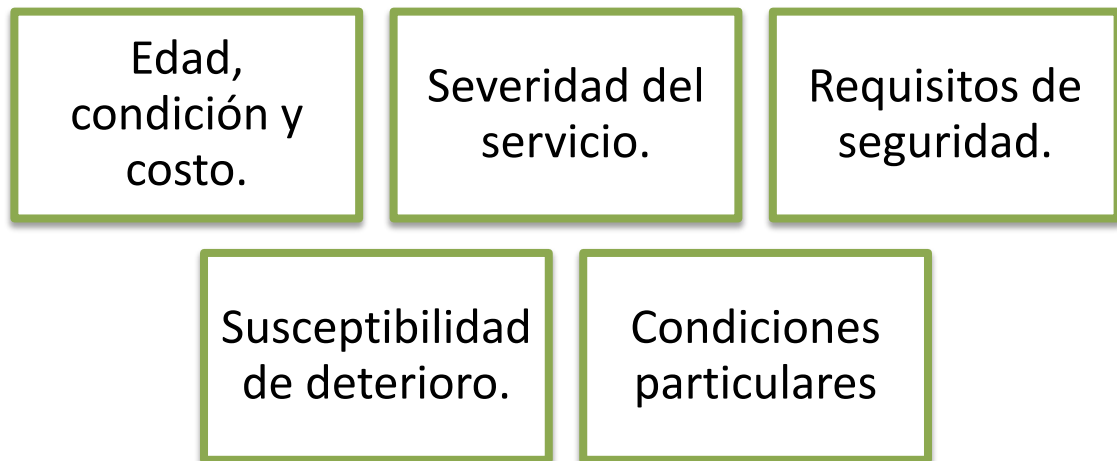 Edad,
condición y
costo.
Severidad del
servicio.
Requisitos de
seguridad.
Susceptibilidad
de deterioro.
Condiciones
particulares